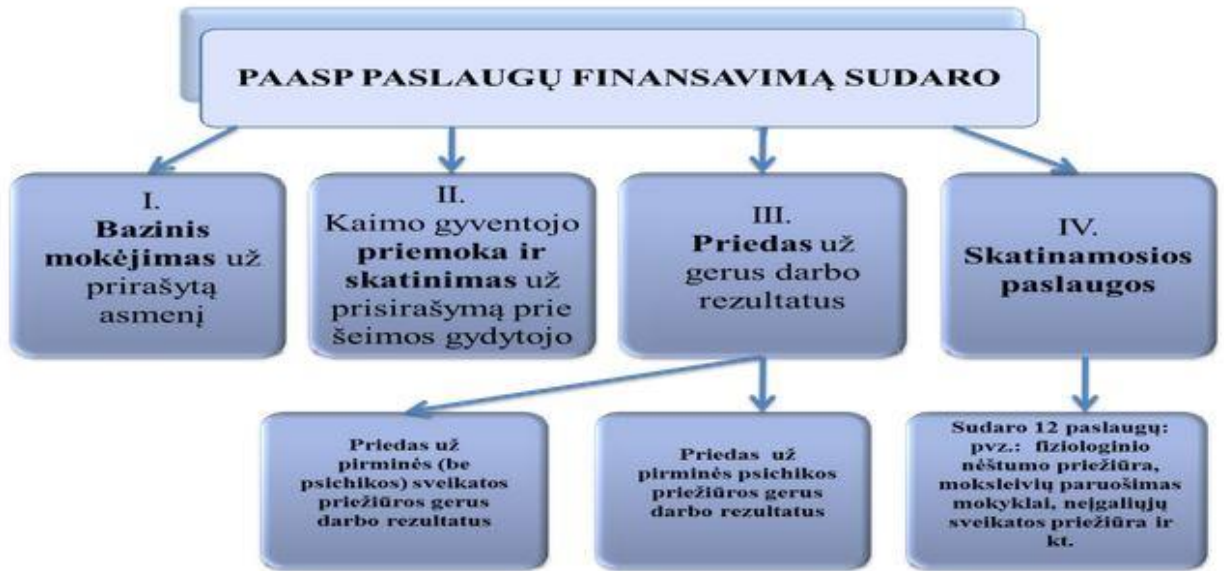 PAASP PASLAUGŲ FINANSAVIMĄ SUDARO
I.
Bazinis
mokėjimas už
prirašytą
asmenį
II.
Kaimo gyventojo
priemoka ir
skatinimas už
prisirašymą prie
šeimos gydytojo
III.
Priedas už
gerus darbo
rezultatus
IV.
Skatinamosios
paslaugos
Priedas už
pirminės (be
psichikos) sveikatos
priežiūros gerus
darbo rezultatus
Priedas už
pirminės psichikos
priežiūros gerus
darbo rezultatus
Sudaro 12 paslaugų:
pvz.: fiziologinio
nėštumo priežiūra,
moksleivių paruošimas
mokyklai, neįgaliųjų
sveikatos priežiūra ir
kt.